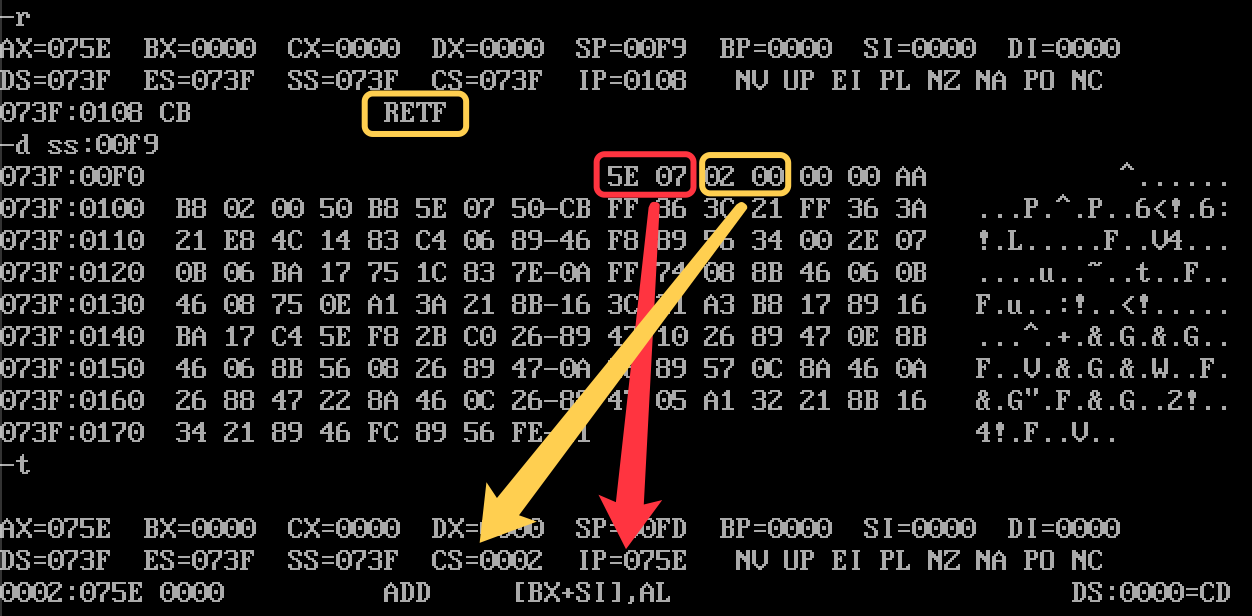 -r
AX=075E  BX=0000  CX=0000  DX=0000  SP=00F9  BP=0000  SI=0000  DI=0000
DS=073F  ES=073F  SS=073F  CS=073F  IP=0108   NV UP EI PL NZ NA PO NC
073F:0108 CB            RETF
-d ss:00f9
073F:00F0                             5E 07 02 00 00 00 AA            ^......
073F:0100  B8 02 00 50 B8 5E 07 50-CB FF 36 3C 21 FF 36 3A   ...P.^.P..6<!.6:
073F:0110  21 E8 4C 14 83 C4 06 89-46 F8 89 56 34 00 2E 07   !.L.....F..V4...
073F:0120  0B 06 BA 17 75 1C 83 7E-0A FF 74 08 8B 46 06 0B   ....u..~..t..F..
073F:0130  46 08 75 0E A1 3A 21 8B-16 3C 21 A3 B8 17 89 16   F.u..:!..<!.....
073F:0140  BA 17 C4 5E F8 2B C0 26-89 47 10 26 89 47 0E 8B   ...^.+.&.G.&.G..
073F:0150  46 06 8B 56 08 26 89 47-0A 89 57 0C 8A 46 0A   F..V.&.G.&.W..F.
073F:0160  26 88 47 22 8A 46 0C 26-88 47 05 A1 32 21 8B 16   &.G".F.&.G..2!..
073F:0170  34 21 89 46 FC 89 56 FE-   4!.F..V..
-t
AX=075E  BX=0000  CX=0000  DX=0000  SP=00FD  BP=0000  SI=0000  DI=0000
DS=073F  ES=073F  SS=073F  CS=0002  IP=075E   NV UP EI PL NZ NA PO NC
0002:075E 0000          ADD     [BX+SI],AL                         DS:0000=CD